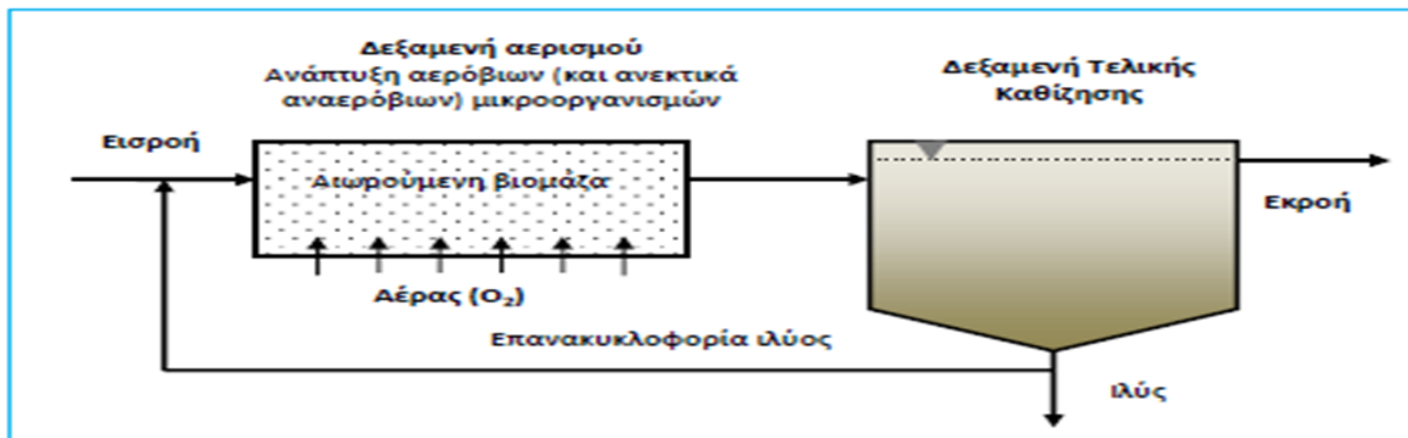 Δεξαμενή αερισμού
Ανάπτυξη αερόβιων (και ανεκτικά
αναερόβιων) μικροοργανισμών
Δεξαμενή Τελικής
Καθίζησης
Εισροή
Αιωρούμενη βιομάζα
Εκροή
Αέρας (O₂)
Επανακυκλοφορία ιλύος
Ιλύς